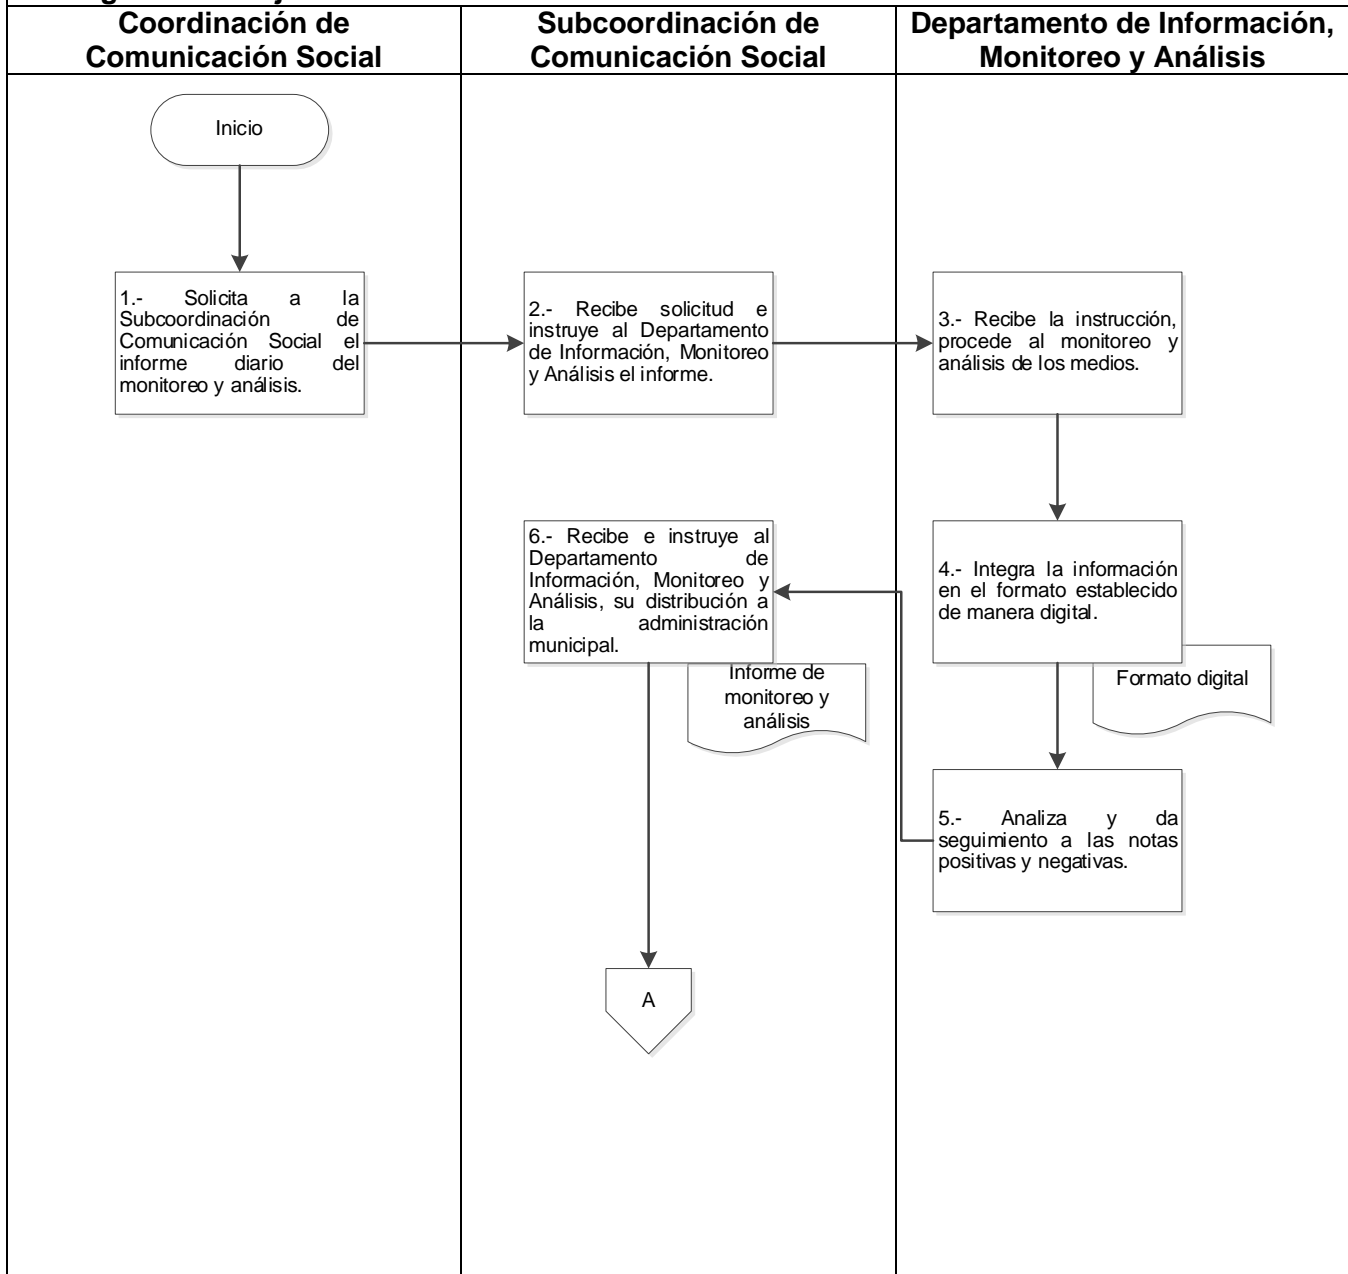 Coordinación de
Comunicación Social
Subcoordinación de
Comunicación Social
Departamento de Información,
Monitoreo y Análisis
Inicio
1.- Solicita a la
Subcoordinación de
Comunicación Social el
informe diario del
monitoreo y análisis.
2.- Recibe solicitud e
instruye al Departamento
de Información, Monitoreo
y Análisis el informe.
3.- Recibe la instrucción,
procede al monitoreo y
análisis de los medios.
4.- Integra la información
en el formato establecido
de manera digital.
Formato digital
5.- Analiza y da
seguimiento a las notas
positivas y negativas.
6.- Recibe e instruye al
Departamento de
Información, Monitoreo y
Análisis, su distribución a
la administración
municipal.
Informe de
monitoreo y
análisis
A